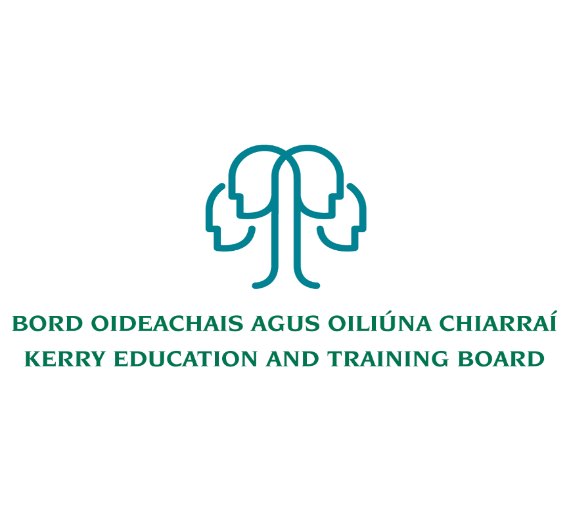 BORD OIDEACHAIS AGUS OILIÚNA CHIARRAÍ
KERRY EDUCATION AND TRAINING BOARD